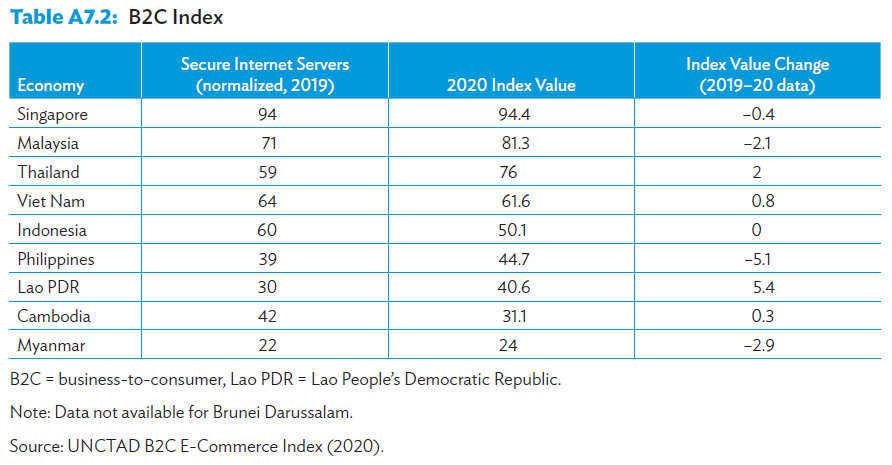 Table A7.2: B2C Index
Economy Secure Internet Servers (normalized, 2019) 2020 Index Value Index Value Change (2019–20 data)
Singapore 94 94.4 –0.4
Malaysia 71 81.3 –2.1
Thailand 59 76 2
Viet Nam 64 61.6 0.8
Indonesia 60 50.1 0
Philippines 39 44.7 –5.1
Lao PDR 30 40.6 5.4
Cambodia 42 31.1 0.3
Myanmar 22 24 –2.9
B2C = business-to-consumer, Lao PDR = Lao People’s Democratic Republic.
Note: Data not available for Brunei Darussalam.
Source: UNCTAD B2C E-Commerce Index (2020).